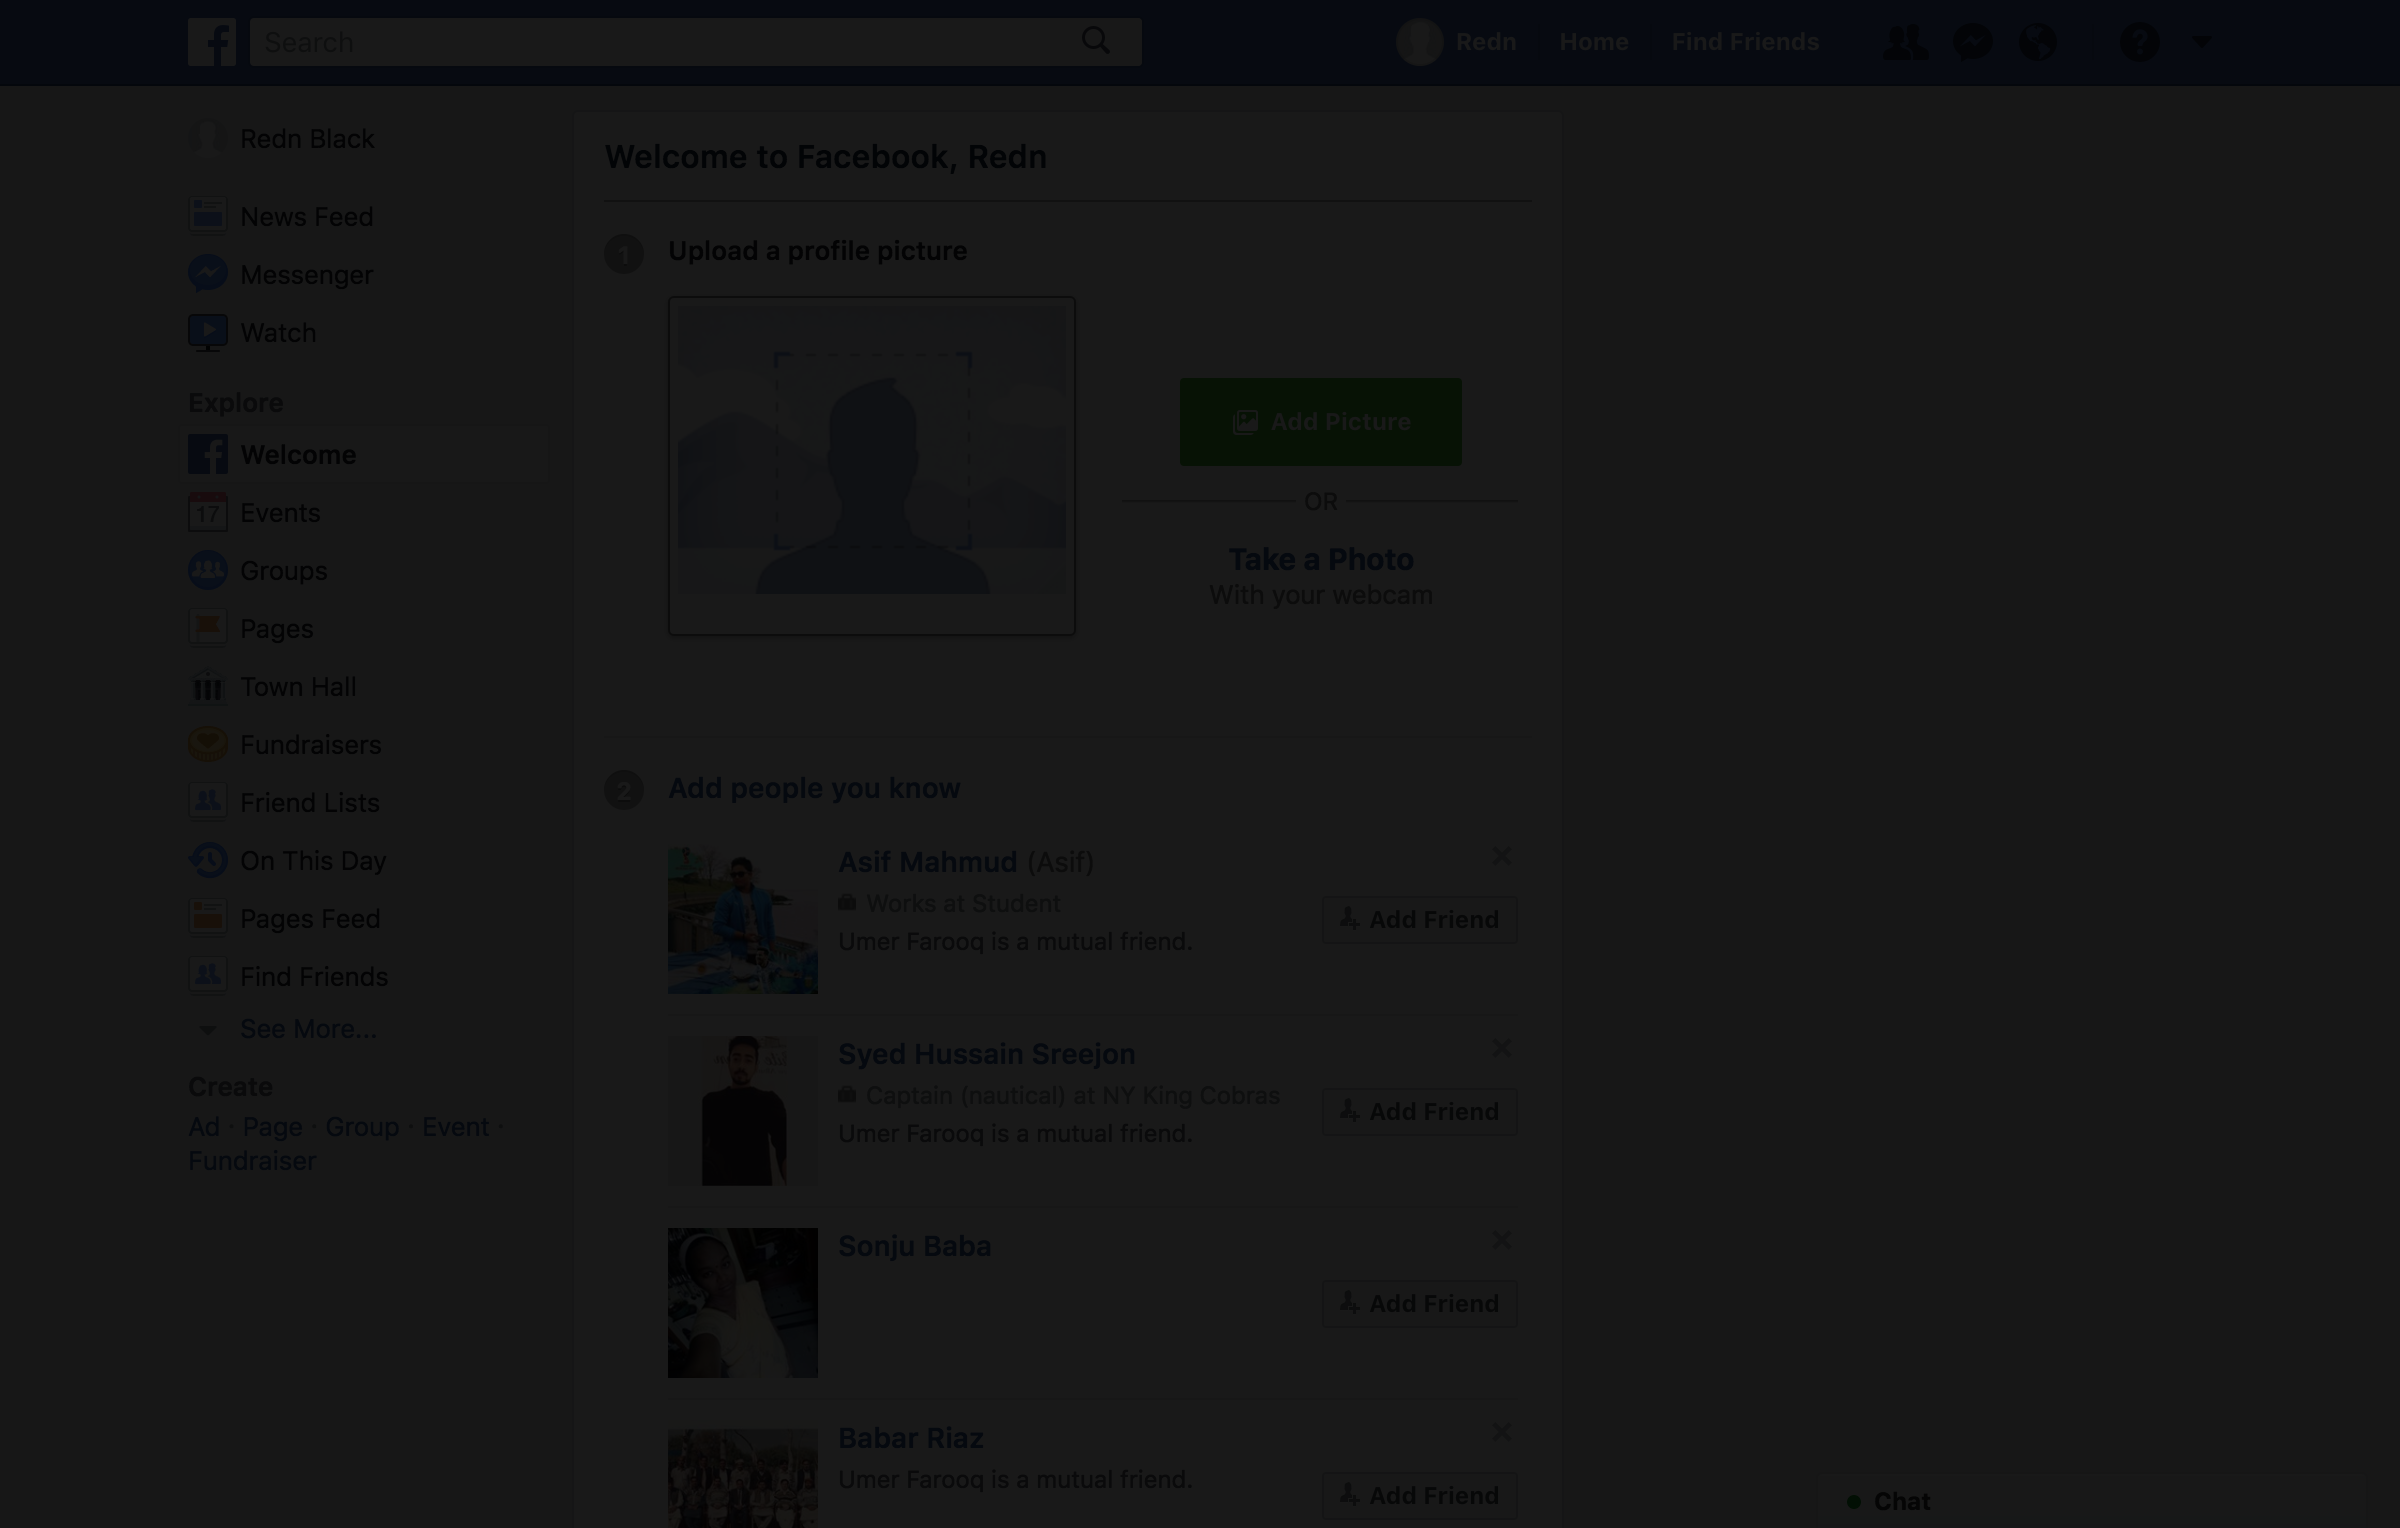 Search
Redn
Home
Find Friends
?
Redn Black
News Feed
Messenger
Watch
Explore
Welcome
17
Events
Groups
Pages
Town Hall
Fundraisers
Friend Lists
On This Day
Pages Feed
Find Friends
See More...
Create
Ad · Page · Group · Event ·
Fundraiser
Welcome to Facebook, Redn
1 Upload a profile picture
Add Picture
OR
Take a Photo
With your webcam
2 Add people you know
Asif Mahmud (Asif)
Works at Student
Umer Farooq is a mutual friend.
Add Friend
Syed Hussain Sreejon
Captain (nautical) at NY King Cobras
Umer Farooq is a mutual friend.
Add Friend
Sonju Baba
Add Friend
Babar Riaz
Umer Farooq is a mutual friend.
Add Friend
Chat